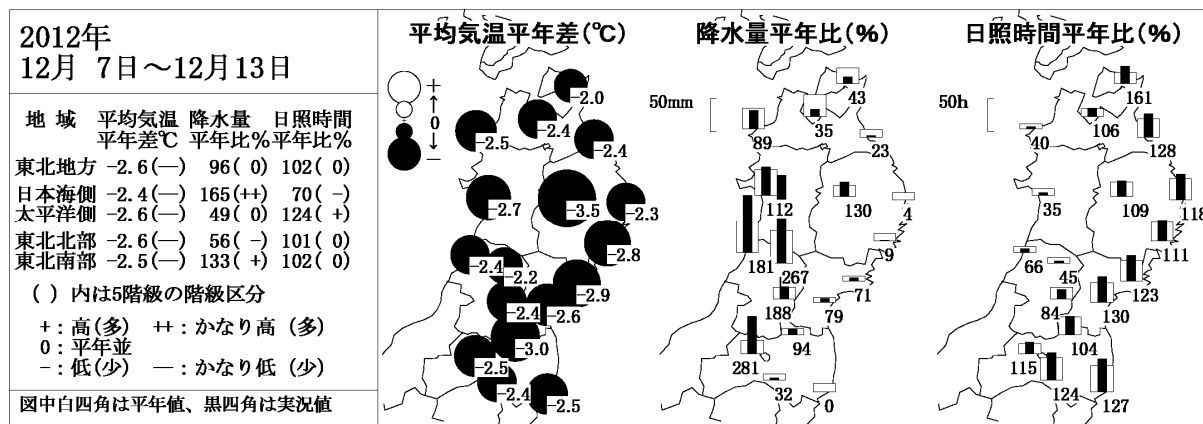 2012年
12月 7日～12月13日
地 域 平均気温 降水量 日照時間
平年差℃ 平年比% 平年比%
東北地方 -2.6(--) 96( 0) 102( 0)
日本海側 -2.4(--) 165(++) 70( -)
太平洋側 -2.6(--) 49( 0) 124( +)
東北北部 -2.6(--) 56( -) 101( 0)
東北南部 -2.5(--) 133( +) 102( 0)
( ) 内は5階級の階級区分
+：高(多) ++：かなり高 (多)
0：平年並
-：低(少) --：かなり低 (少)
図中白四角は平年値、黒四角は実況値
平均気温平年差(℃)
+
0
-
-2.0
-2.4
-2.5
-2.4
-2.7
-3.5
-2.3
-2.8
-2.4
-2.2
-2.9
-2.4
-2.6
-3.0
-2.5
-2.4
-2.5
降水量平年比(%)
50mm
43
35
89
23
112
130
4
9
181
267
71
188
79
94
281
32
0
日照時間平年比(%)
50h
161
106
40
128
35
109
118
111
66
45
123
84
130
104
115
124
127